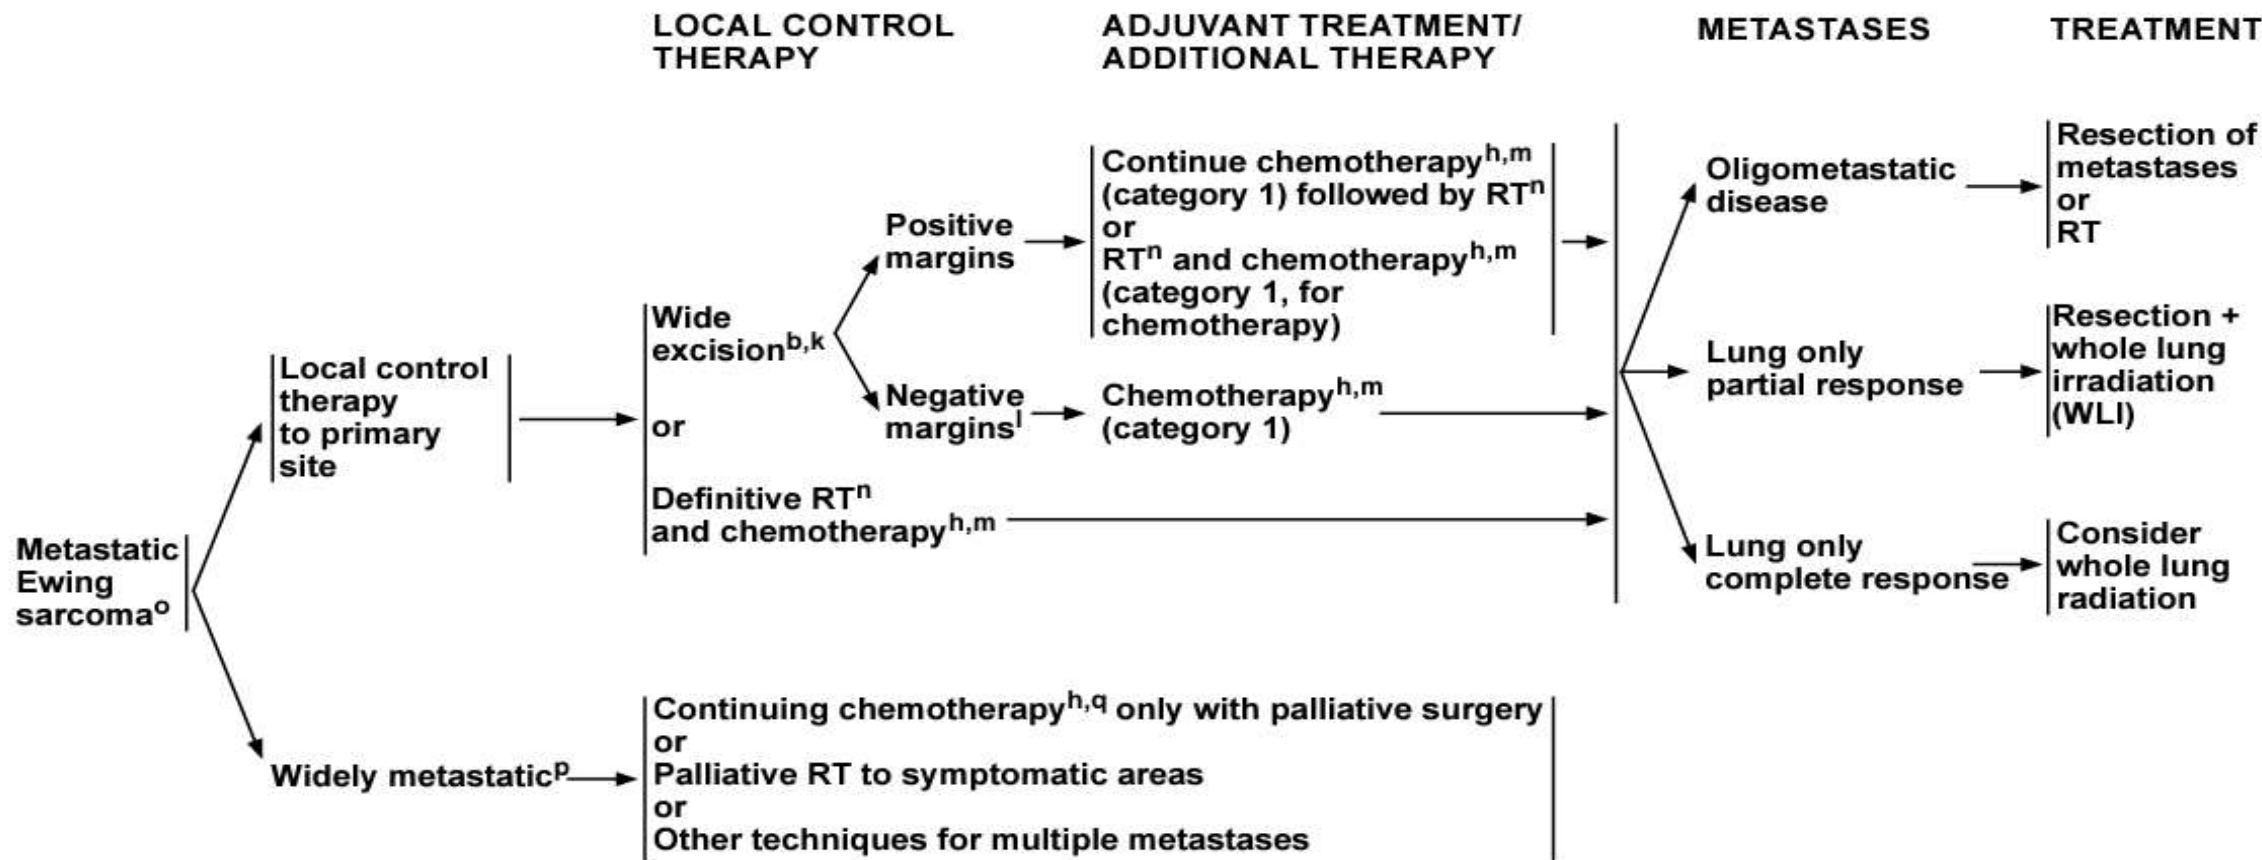 LOCAL CONTROL
THERAPY
ADJUVANT TREATMENT/
ADDITIONAL THERAPY
METASTASES
TREATMENT
Metastatic
Ewing
sarcomaᵒ
Local control
therapy
to primary
site
Wide
excisionᵇ,ᵏ
or
Definitive RTⁿ
and chemotherapyʰ,ᵐ
Positive
margins
Negative
marginsˡ
Continue chemotherapyʰ,ᵐ
(category 1) followed by RTⁿ
or
RTⁿ and chemotherapyʰ,ᵐ
(category 1, for
chemotherapy)
Chemotherapyʰ,ᵐ
(category 1)
Oligometastatic
disease
Resection of
metastases
or
RT
Lung only
partial response
Resection +
whole lung
irradiation
(WLI)
Lung only
complete response
Consider
whole lung
radiation
Widely metastaticᵖ
Continuing chemotherapyʰ,q only with palliative surgery
or
Palliative RT to symptomatic areas
or
Other techniques for multiple metastases